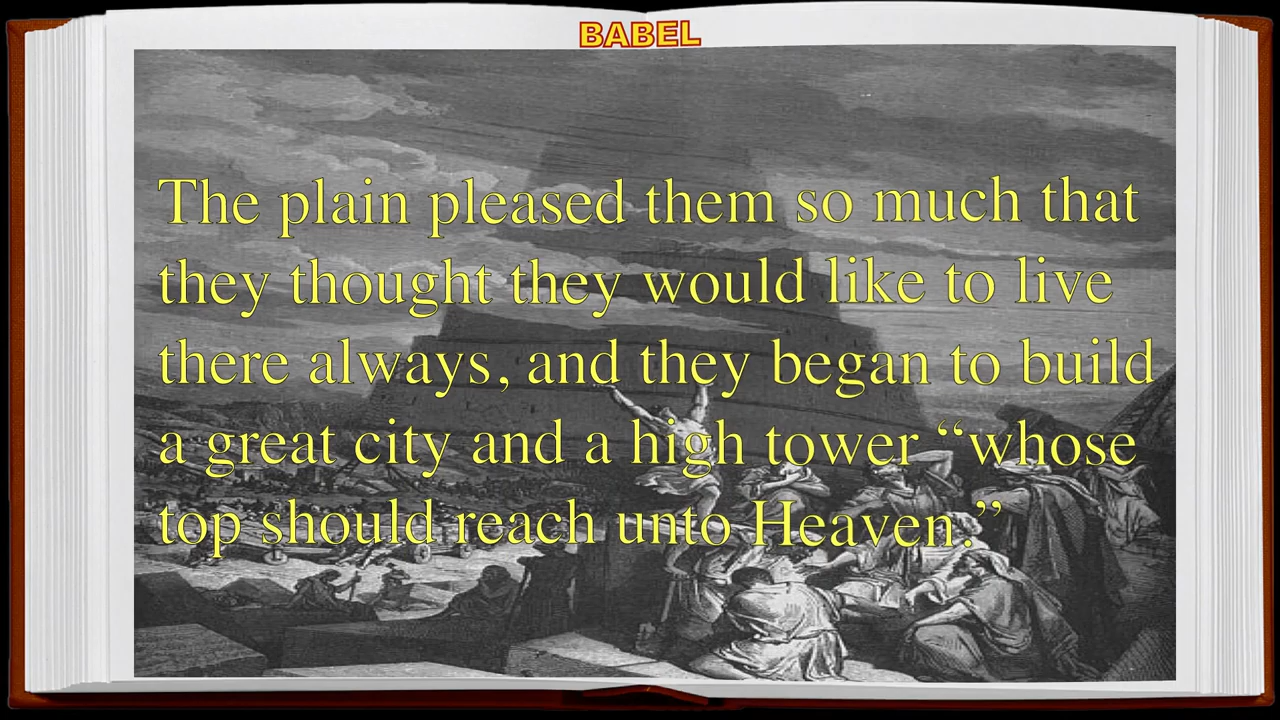 BABEL
The plain pleased them so much that
they thought they would like to live
there always, and they began to build
a great city and a high tower “whose
top should reach unto Heaven.”